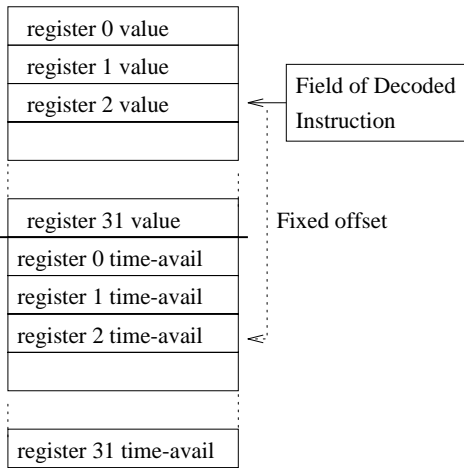 register 0 value
register 1 value
register 2 value
Field of Decoded
Instruction
register 31 value
Fixed offset
register 0 time-avail
register 1 time-avail
register 2 time-avail
register 31 time-avail